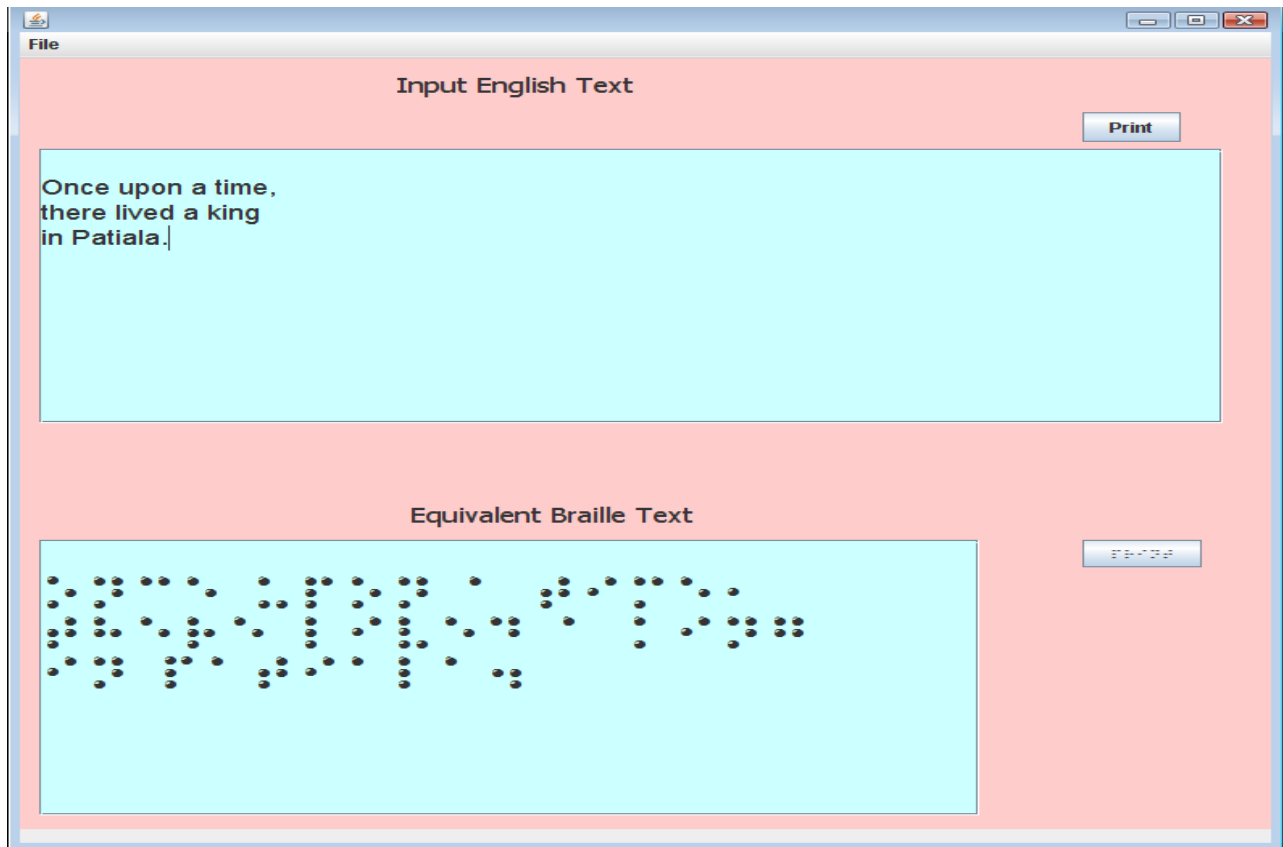 File
Input English Text
Print
Once upon a time,
there lived a king
in Patiala.
Equivalent Braille Text
⠏⠗⠊⠝⠞
⠕⠝⠉⠑ ⠥⠏⠕⠝ ⠁ ⠞⠊⠍⠑⠂
⠞⠓⠑⠗⠑ ⠇⠊⠧⠑⠙ ⠁ ⠅⠊⠝⠛
⠊⠝ ⠏⠁⠞⠊⠁⠇⠁⠲